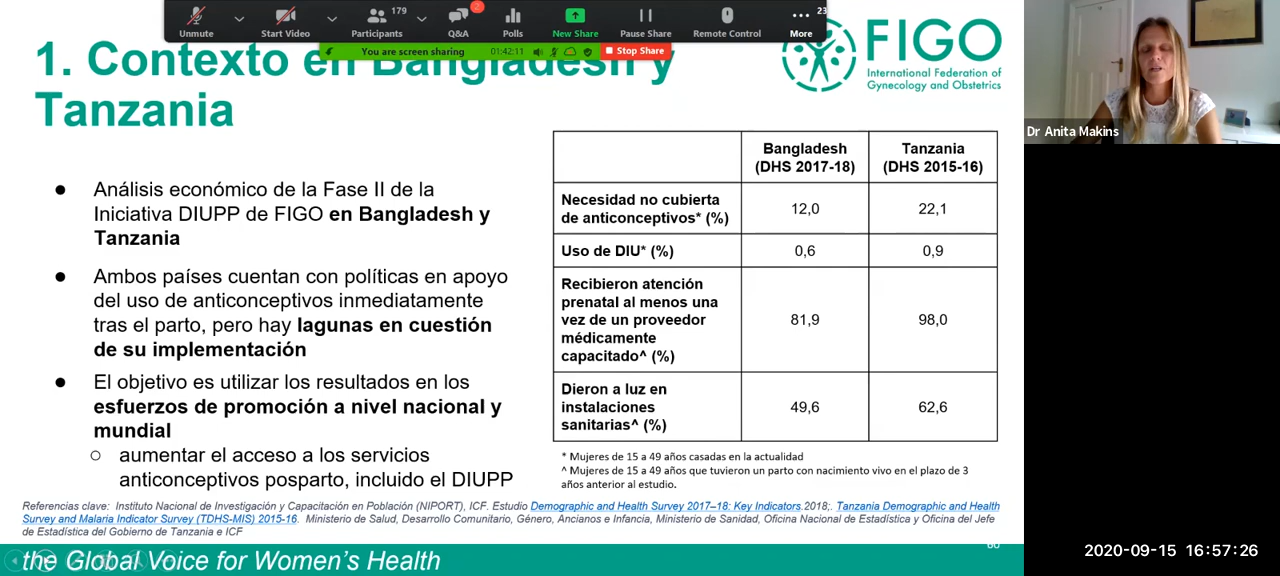 179
2
23
Unmute
Start Video
Participants
Q&A
Polls
New Share
Pause Share
Remote Control
More
You are screen sharing
01:42:11
Stop Share
1. Contexto en Bangladesh y
Tanzania
FIGO
International Federation of
Gynecology and Obstetrics
Dr Anita Makins
● Análisis económico de la Fase II de la
Iniciativa DIUPP de FIGO en Bangladesh y
Tanzania
● Ambos países cuentan con políticas en apoyo
del uso de anticonceptivos inmediatamente
tras el parto, pero hay lagunas en cuestión
de su implementación
● El objetivo es utilizar los resultados en los
esfuerzos de promoción a nivel nacional y
mundial
○ aumentar el acceso a los servicios
anticonceptivos posparto, incluido el DIUPP
Bangladesh
(DHS 2017-18)
Tanzania
(DHS 2015-16)
Necesidad no cubierta
de anticonceptivos* (%)
12,0
22,1
Uso de DIU* (%)
0,6
0,9
Recibieron atención
prenatal al menos una
vez de un proveedor
médicamente
capacitado^ (%)
81,9
98,0
Dieron a luz en
instalaciones
sanitarias^ (%)
49,6
62,6
* Mujeres de 15 a 49 años casadas en la actualidad
^ Mujeres de 15 a 49 años que tuvieron un parto con nacimiento vivo en el plazo de 3
años anterior al estudio.
Referencias clave: Instituto Nacional de Investigación y Capacitación en Población (NIPORT), ICF. Estudio Demographic and Health Survey 2017–18: Key Indicators.2018;. Tanzania Demographic and Health
Survey and Malaria Indicator Survey (TDHS-MIS) 2015-16. Ministerio de Salud, Desarrollo Comunitario, Género, Ancianos e Infancia, Ministerio de Sanidad, Oficina Nacional de Estadística y Oficina del Jefe
de Estadística del Gobierno de Tanzania e ICF
the Global Voice for Women's Health
2020-09-15 16:57:26